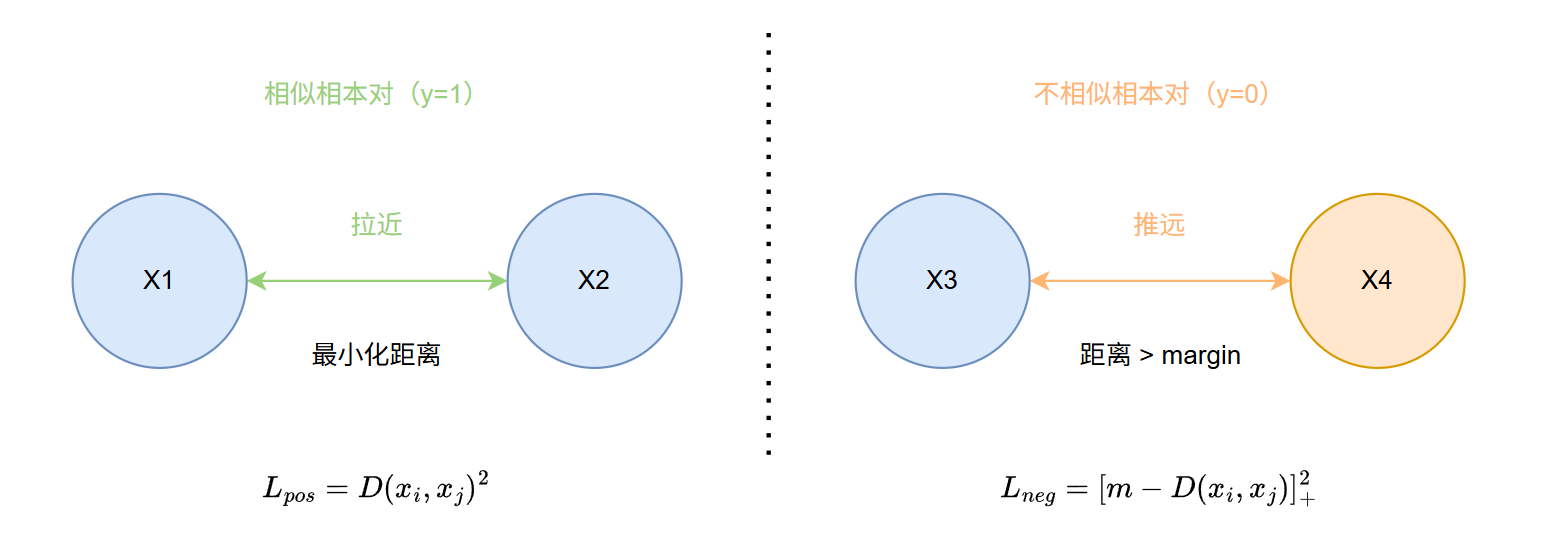 相似相本对（y=1）
拉近
X1
X2
最小化距离
L_{pos} = D(x_i, x_j)^2
不相似相本对（y=0）
推远
X3
X4
距离 > margin
L_{neg} = [m − D(x_i, x_j)]_+^2